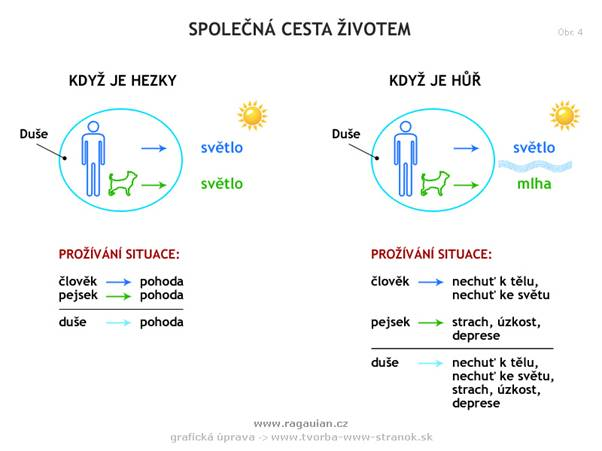 SPOLEČNÁ CESTA ŽIVOTEM
Obr. 4
KDYŽ JE HEZKY
Duše
světlo
světlo
PROŽÍVÁNÍ SITUACE:
člověk pohoda
pejsek pohoda
duše pohoda
KDYŽ JE HŮŘ
Duše
světlo
mlha
PROŽÍVÁNÍ SITUACE:
člověk nechuť k tělu,
nechuť ke světu
pejsek strach, úzkost,
deprese
duše nechuť k tělu,
nechuť ke světu,
strach, úzkost,
deprese
www.ragauian.cz
grafická úprava -> www.tvorba-www-stranok.sk